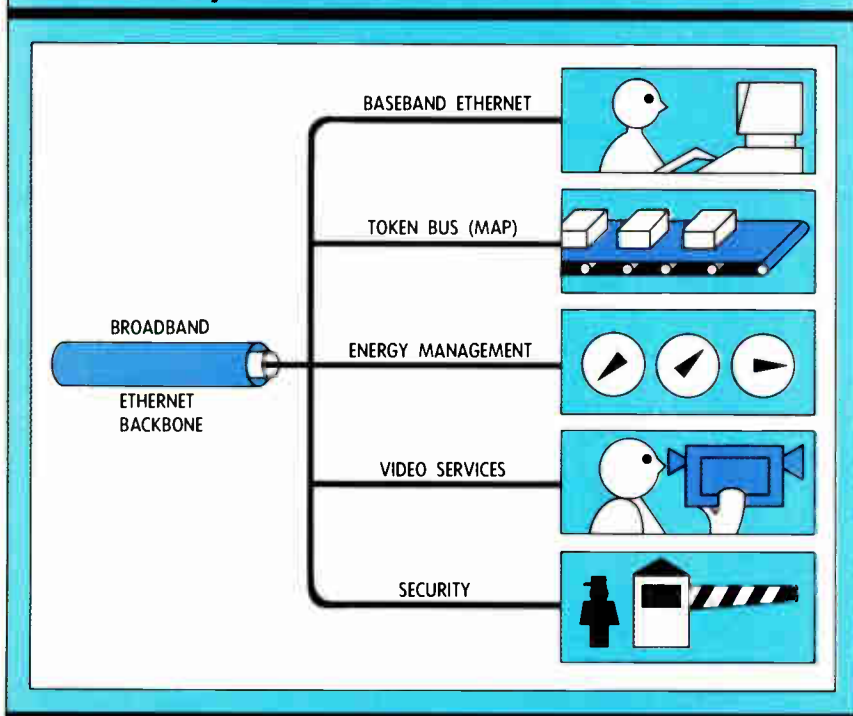 BASEBAND ETHERNET
TOKEN BUS (MAP)
BROADBAND
ENERGY MANAGEMENT
ETHERNET
BACKBONE
VIDEO SERVICES
SECURITY